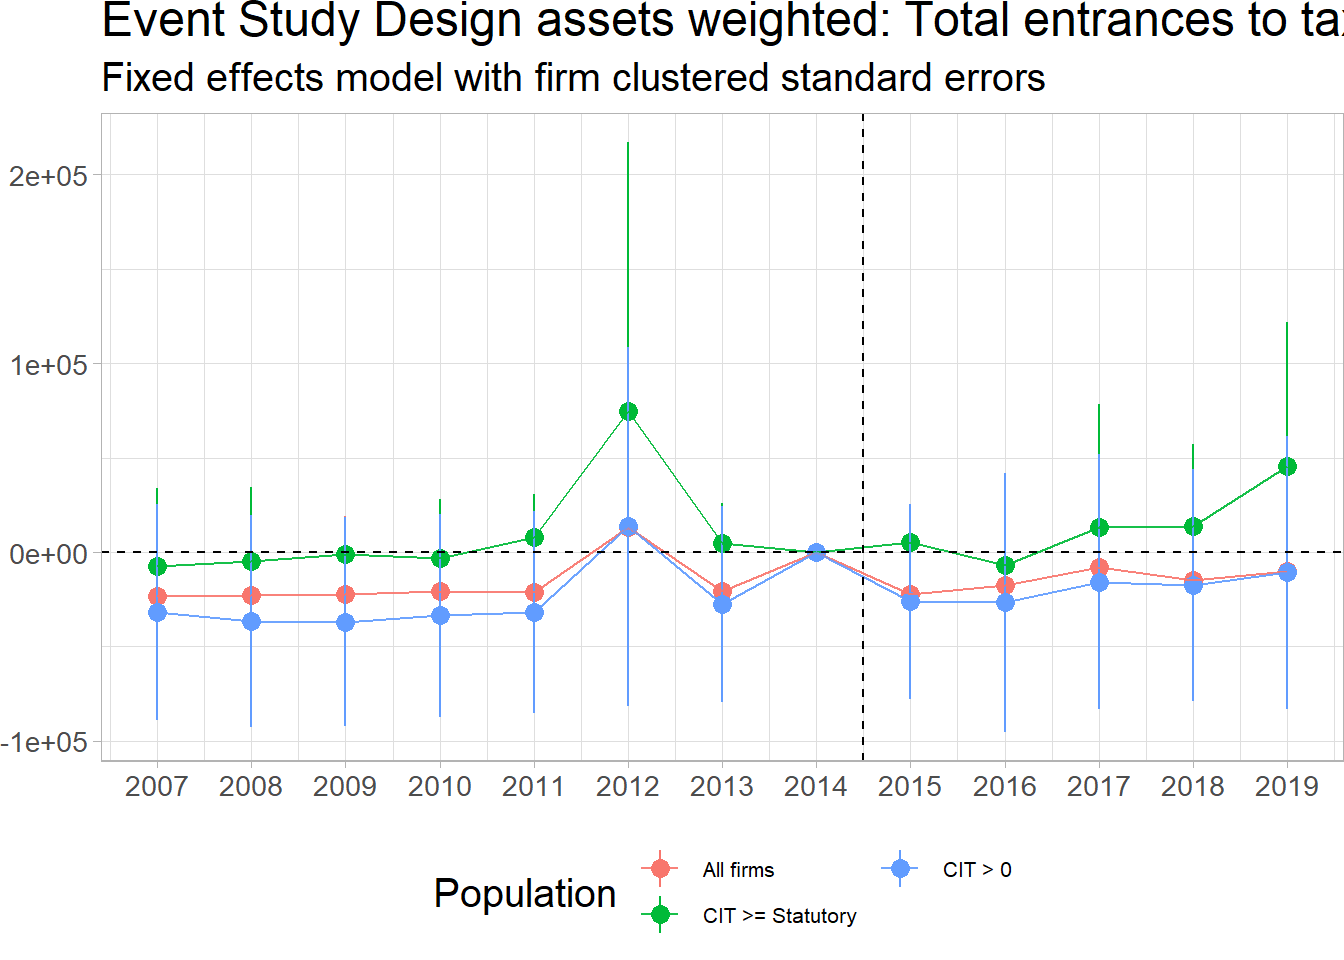 Event Study Design assets weighted: Total entrances to
Fixed effects model with firm clustered standard errors
2e+05
1e+05
0e+00
-1e+05
2007 2008 2009 2010 2011 2012 2013 2014 2015 2016 2017 2018 2019
Population
All firms
CIT >= Statutory
CIT > 0